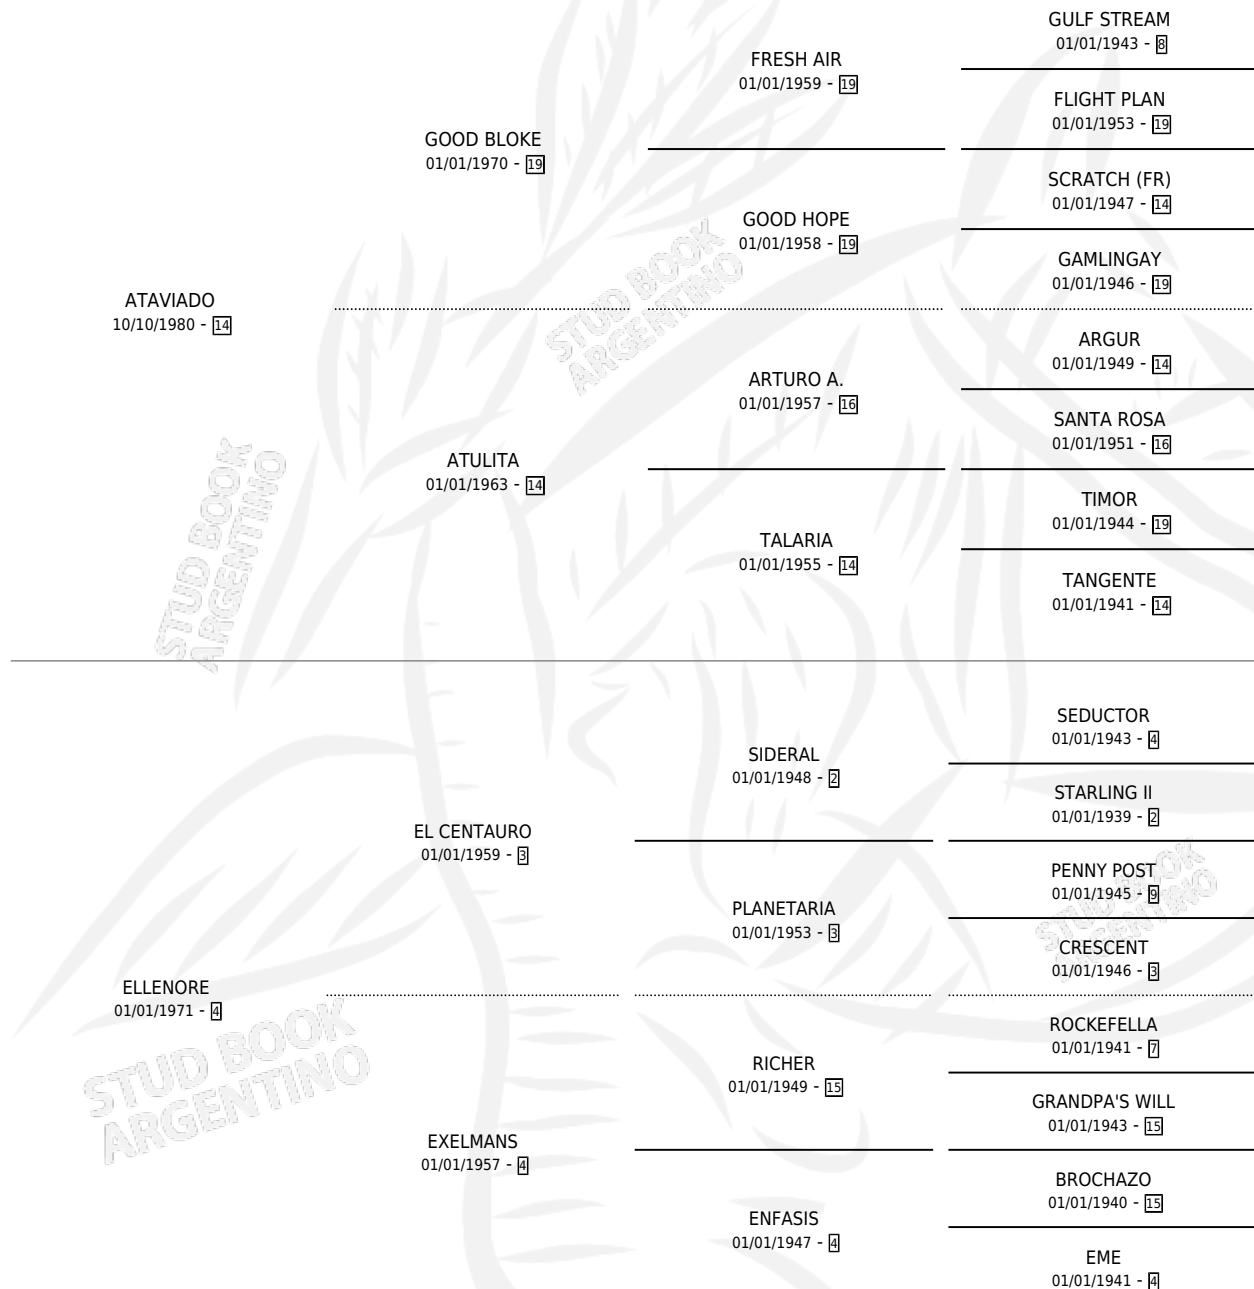 GULF STREAM
01/01/1943 - 8
FRESH AIR
01/01/1959 - 19
FLIGHT PLAN
01/01/1953 - 19
GOOD BLOKE
01/01/1970 - 19
SCRATCH (FR)
01/01/1947 - 14
GOOD HOPE
01/01/1958 - 19
GAMLINGAY
01/01/1946 - 19
ATAVIADO
10/10/1980 - 14
STUD BOOK
ARGENTINO
ARGUR
01/01/1949 - 14
ARTURO A.
01/01/1957 - 16
SANTA ROSA
01/01/1951 - 16
ATULITA
01/01/1963 - 14
TIMOR
01/01/1944 - 19
TALARIA
01/01/1955 - 14
TANGENTE
01/01/1941 - 14
STUD BOOK
ARGENTINO
SEDUCTOR
01/01/1943 - 4
SIDERAL
01/01/1948 - 2
STARLING II
01/01/1939 - 2
EL CENTAURO
01/01/1959 - 3
PENNY POST
01/01/1945 - 9
PLANETARIA
01/01/1953 - 3
CRESCENT
01/01/1946 - 3
STUD BOOK
ARGENTINO
ELLENORE
01/01/1971 - 4
STUD BOOK
ARGENTINO
ROCKEFELLA
01/01/1941 - 7
RICHER
01/01/1949 - 15
GRANDPA'S WILL
01/01/1943 - 15
EXELMANS
01/01/1957 - 4
BROCHAZO
01/01/1940 - 15
ENFASIS
01/01/1947 - 4
EME
01/01/1941 - 4